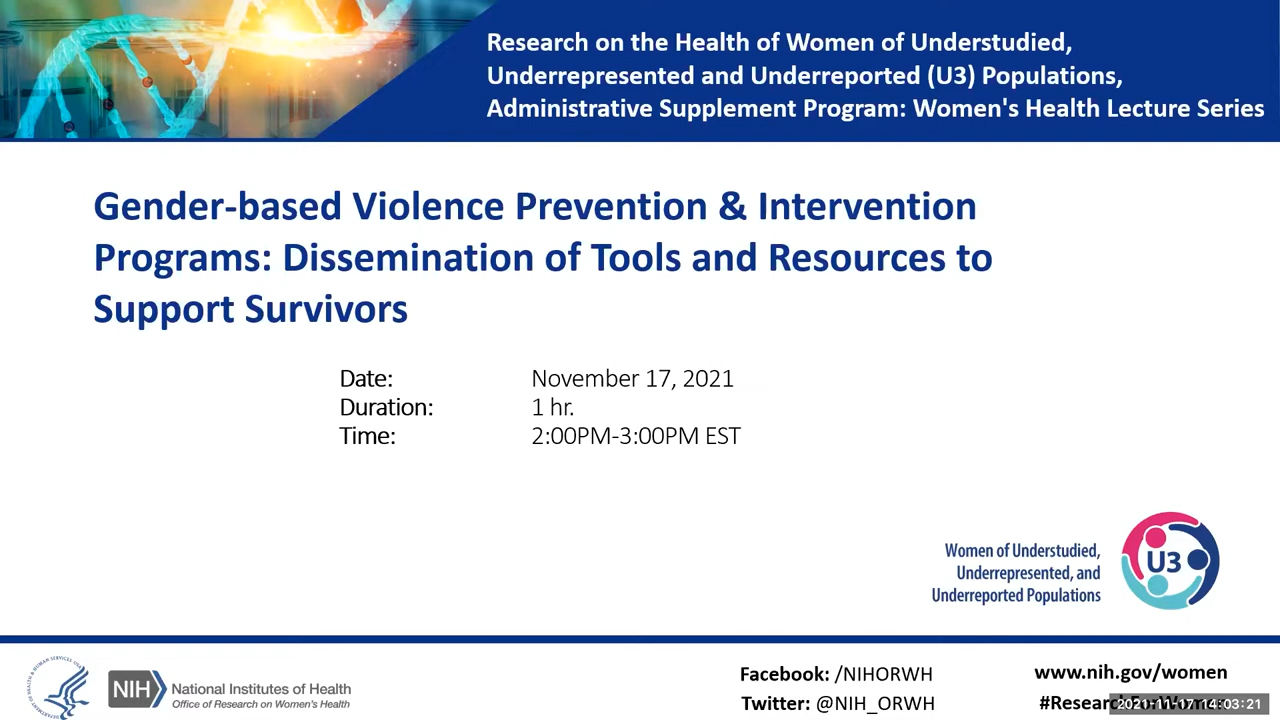 Research on the Health of Women of Understudied,
Underrepresented and Underreported (U3) Populations,
Administrative Supplement Program: Women's Health Lecture Series
Gender-based Violence Prevention & Intervention
Programs: Dissemination of Tools and Resources to
Support Survivors
Date: November 17, 2021
Duration: 1 hr.
Time: 2:00PM-3:00PM EST
Women of Understudied,
Underrepresented, and
Underreported Populations
U3
NIH National Institutes of Health
Office of Research on Women's Health
Facebook: /NIHORWH
Twitter: @NIH_ORWH
www.nih.gov/women
#ResearchForWomen
2021-11-17 14:03:21